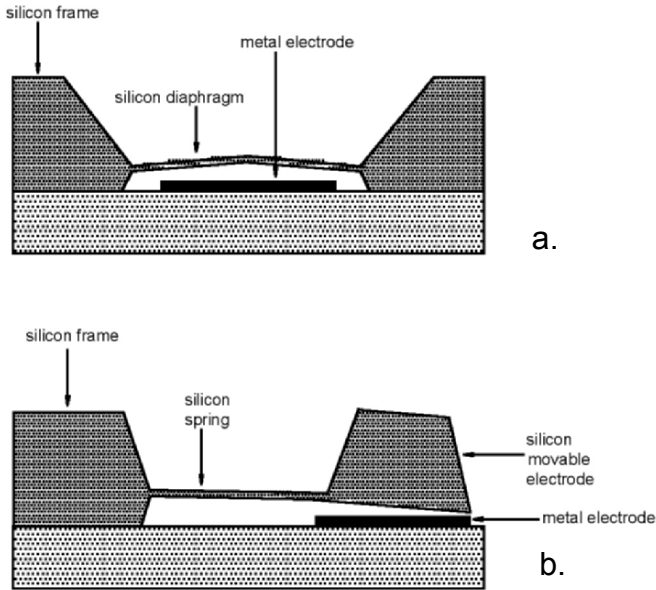 silicon frame
metal electrode
silicon diaphragm
a.
silicon frame
silicon
spring
silicon
movable
electrode
metal electrode
b.